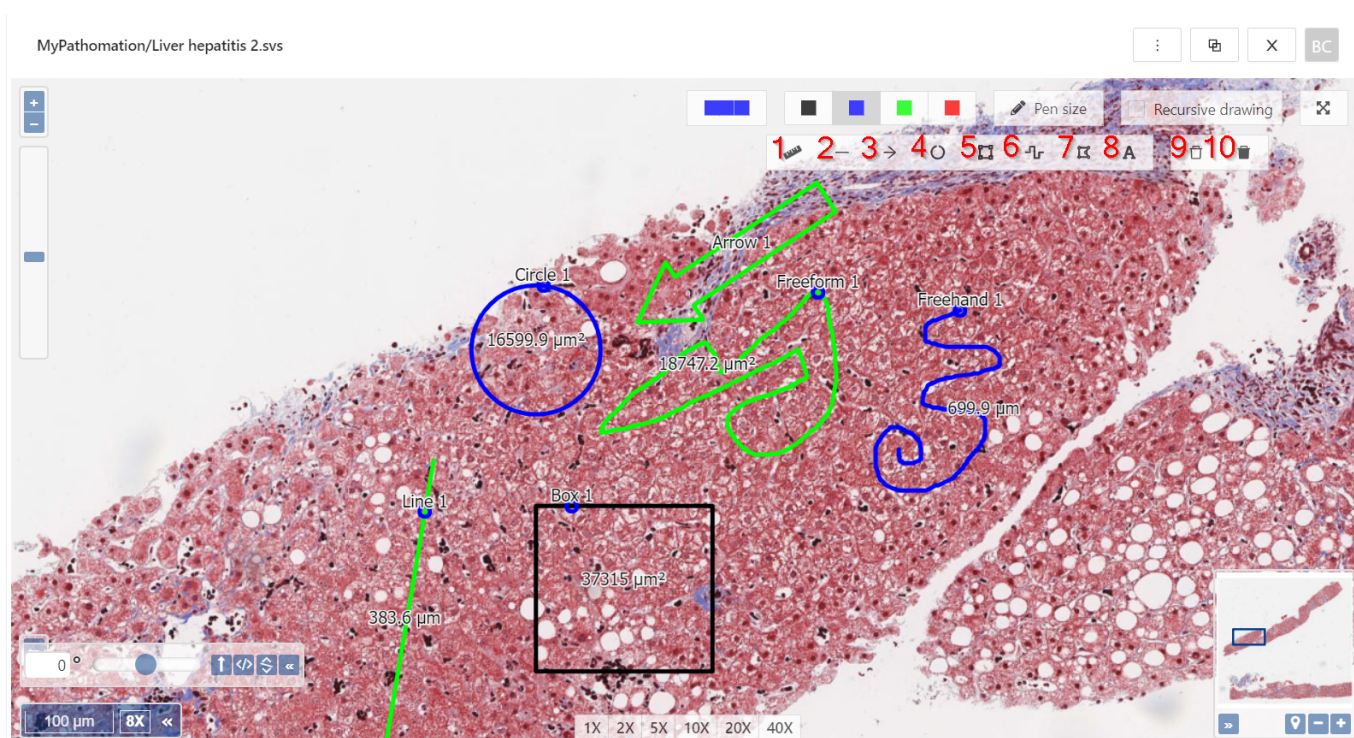 MyPathomation/Liver hepatitis 2.svs
BC
Pen size
Recursive drawing
1 2 3 4 5 6 7 8 A 9 10
Arrow 1
Circle 1
Freeform 1
Freehand 1
16599.9 µm²
18747.2 µm²
699.9 µm
Line 1
Box 1
37315 µm²
383.6 µm
0 °
100 µm
8X
1X 2X 5X 10X 20X 40X